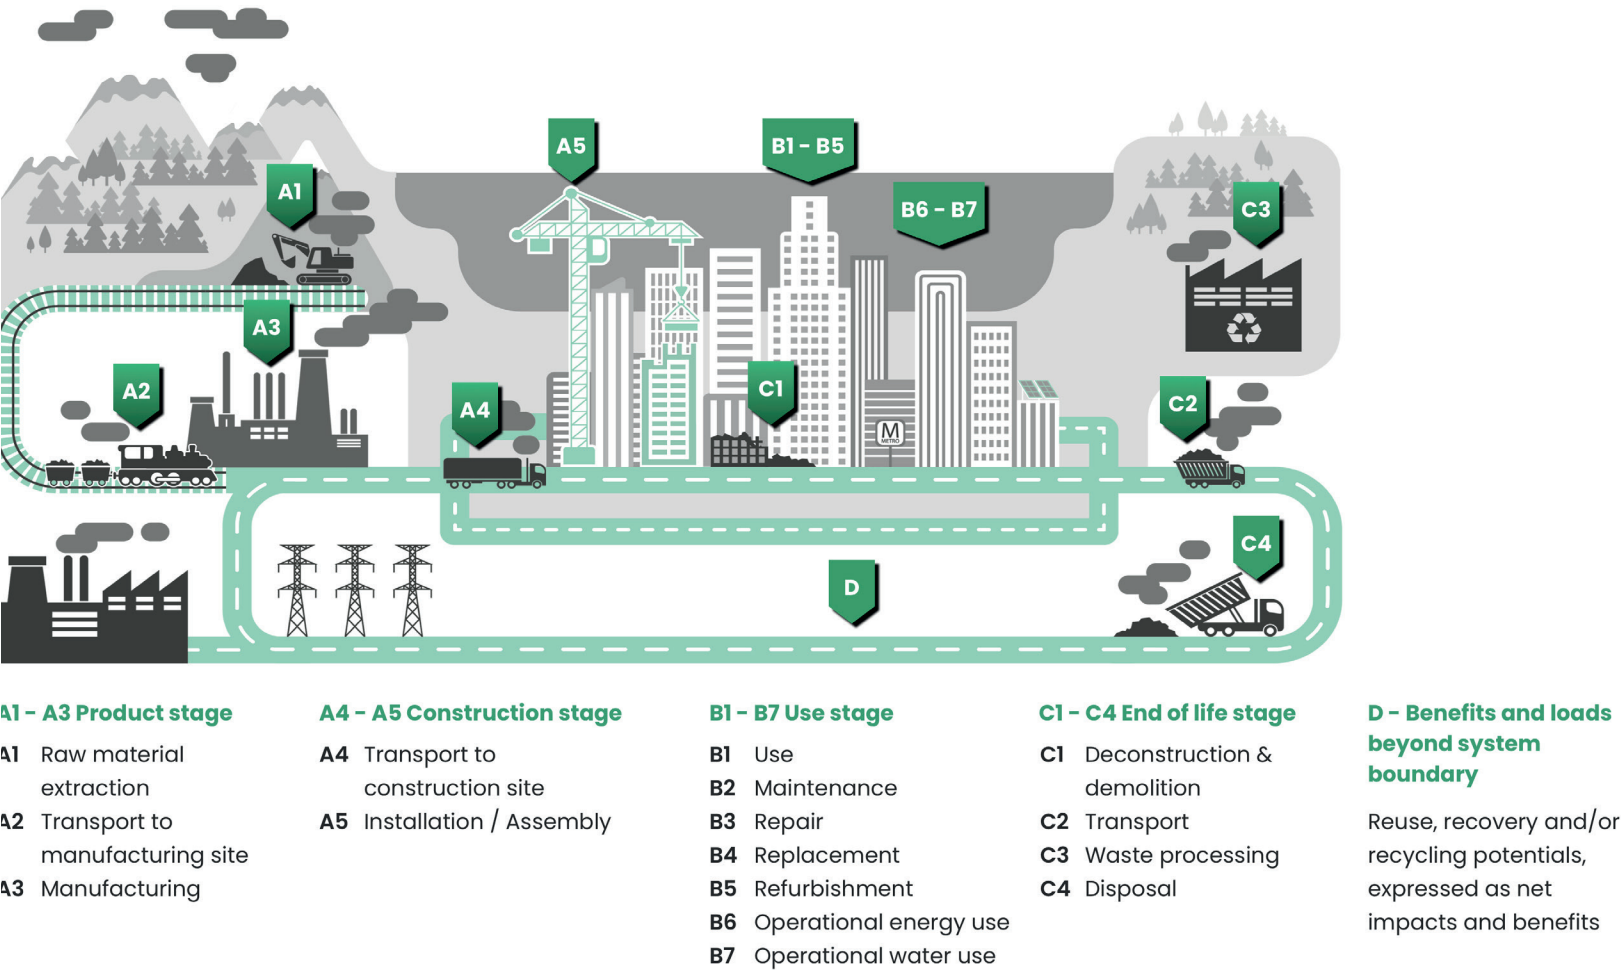 A5
B1 - B5
A1
B6 - B7
C3
A3
A2
A4
C1
C2
M
METRO
C4
D
A1 - A3 Product stage
A1 Raw material
extraction
A2 Transport to
manufacturing site
A3 Manufacturing
A4 - A5 Construction stage
A4 Transport to
construction site
A5 Installation / Assembly
B1 - B7 Use stage
B1 Use
B2 Maintenance
B3 Repair
B4 Replacement
B5 Refurbishment
B6 Operational energy use
B7 Operational water use
C1 - C4 End of life stage
C1 Deconstruction &
demolition
C2 Transport
C3 Waste processing
C4 Disposal
D - Benefits and loads
beyond system
boundary
Reuse, recovery and/or
recycling potentials,
expressed as net
impacts and benefits